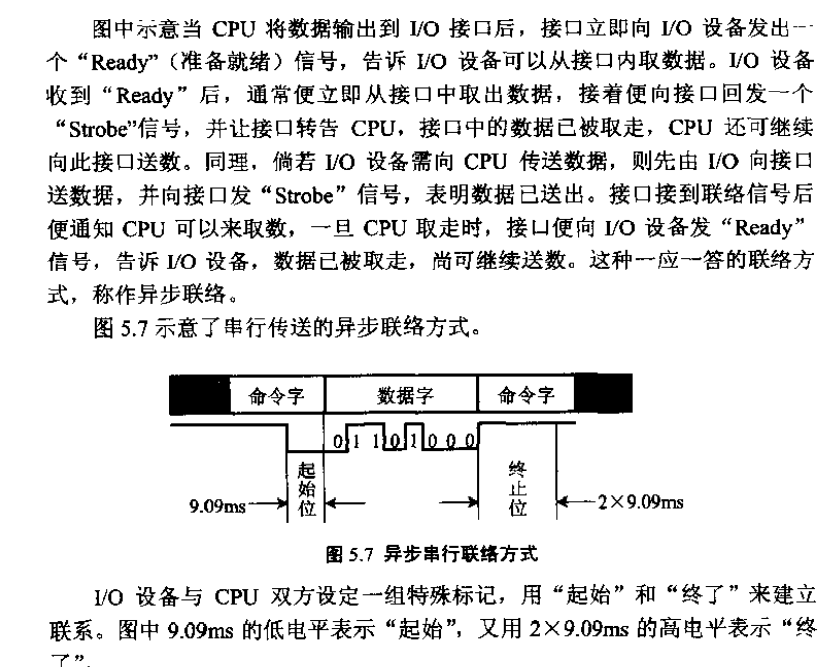 图中示意当 CPU 将数据输出到 I/O 接口后，接口立即向 I/O 设备发出一
个“Ready”（准备就绪）信号，告诉 I/O 设备可以从接口内取数据。I/O 设备
收到“Ready”后，通常便立即从接口中取出数据，接着便向接口回发一个
“Strobe”信号，并让接口转告 CPU，接口中的数据已被取走，CPU 还可继续
向此接口送数。同理，倘若 I/O 设备需向 CPU 传送数据，则先由 I/O 向接口
送数据，并向接口发“Strobe”信号，表明数据已送出。接口接到联络信号后
便通知 CPU 可以来取数，一旦 CPU 取走时，接口便向 I/O 设备发“Ready”
信号，告诉 I/O 设备，数据已被取走，尚可继续送数。这种一应一答的联络方
式，称作异步联络。
图 5.7 示意了串行传送的异步联络方式。
命令字 数据字 命令字
0 1 1 0 1 0 0 0
起始位
终止位
9.09ms
2×9.09ms
图 5.7 异步串行联络方式
I/O 设备与 CPU 双方设定一组特殊标记，用“起始”和“终了”来建立
联系。图中 9.09ms 的低电平表示“起始”，又用 2×9.09ms 的高电平表示“终
了”。